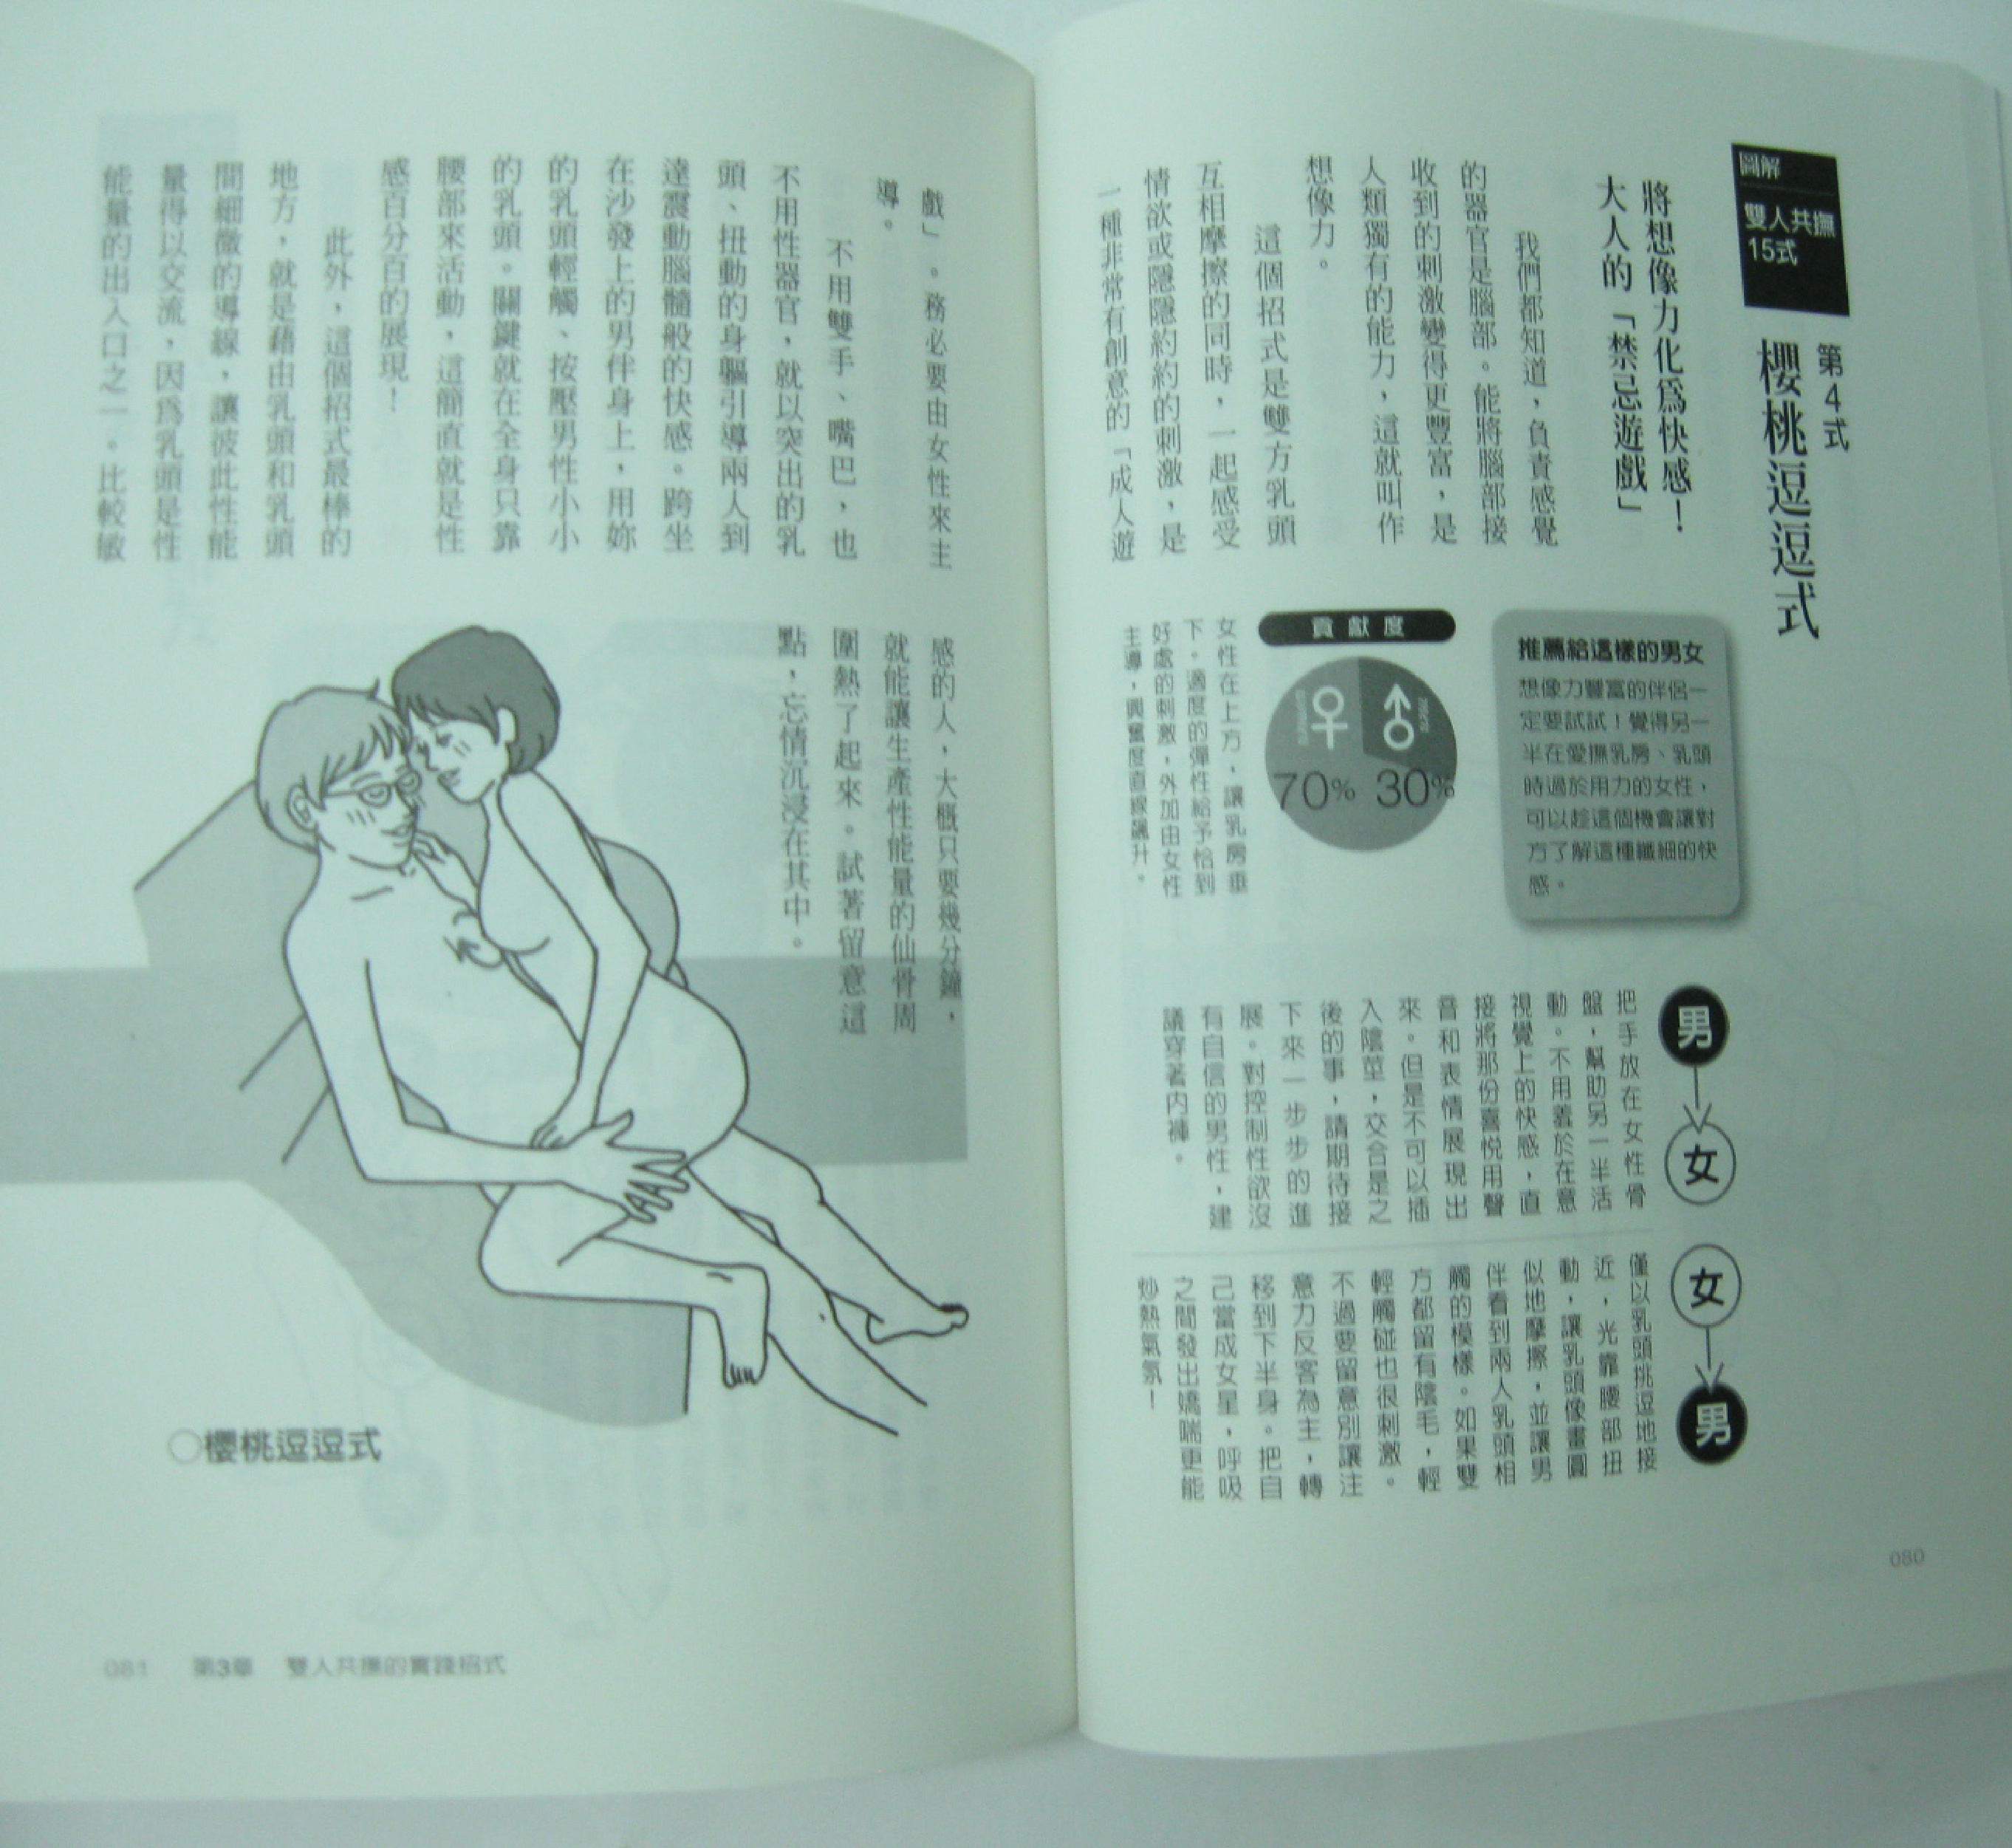 圖解
雙人共撫
15式
第4式
櫻桃逗逗式
將想像力化爲快感！
大人的「禁忌遊戲」
我們都知道，負責感覺
的器官是腦部。能將腦部接
收到的刺激變得更豐富，是
人類獨有的能力，這就叫作
想像力。
這個招式是雙方乳頭
互相摩擦的同時，一起感受
情欲或隱隱約約的刺激，是
一種非常有創意的「成人遊
推薦給這樣的男女
想像力豐富的伴侶一
定要試試！覺得另一
半在愛撫乳房、乳頭
時過於用力的女性，
可以趁這個機會讓對
方了解這種纖細的快
感。
貢獻度
70% 30%
女性在上方，讓乳房垂
下。適度的彈性給予恰到
好處的刺激，外加由女性
主導，興奮度直線飆升。
男
女
把手放在女性骨
盤，幫助另一半活
動。不用羞於在意
視覺上的快感，直
接將那份喜悅用聲
音和表情展現出
來。但是不可以插
入陰莖，交合是之
後的事，請期待接
下來一步步的進
展。對控制性欲沒
有自信的男性，建
議穿著內褲。
女
男
僅以乳頭挑逗地接
近，光靠腰部扭
動，讓乳頭像畫圓
似地摩擦，並讓男
伴看到兩人乳頭相
觸的模樣。如果雙
方都留有陰毛，輕
輕觸碰也很刺激。
不過要留意別讓注
意力反客為主，轉
移到下半身。把自
己當成女星，呼吸
之間發出嬌喘更能
炒熱氣氛！
080
戲」。務必要由女性來主
導。
不用雙手、嘴巴，也
不用性器官，就以突出的乳
頭、扭動的身軀引導兩人到
達震動腦髓般的快感。跨坐
在沙發上的男伴身上，用妳
的乳頭輕觸、按壓男性小小
的乳頭。關鍵就在全身只靠
腰部來活動，這簡直就是性
感百分百的展現！
此外，這個招式最棒的
地方，就是藉由乳頭和乳頭
間細微的導線，讓彼此性能
量得以交流，因爲乳頭是性
能量的出入口之一。比較敏
感的人，大概只要幾分鐘，
就能讓生產性能量的仙骨周
圍熱了起來。試著留意這
點，忘情沉浸在其中。
○櫻桃逗逗式
081 第3章 雙人共撫的實踐招式